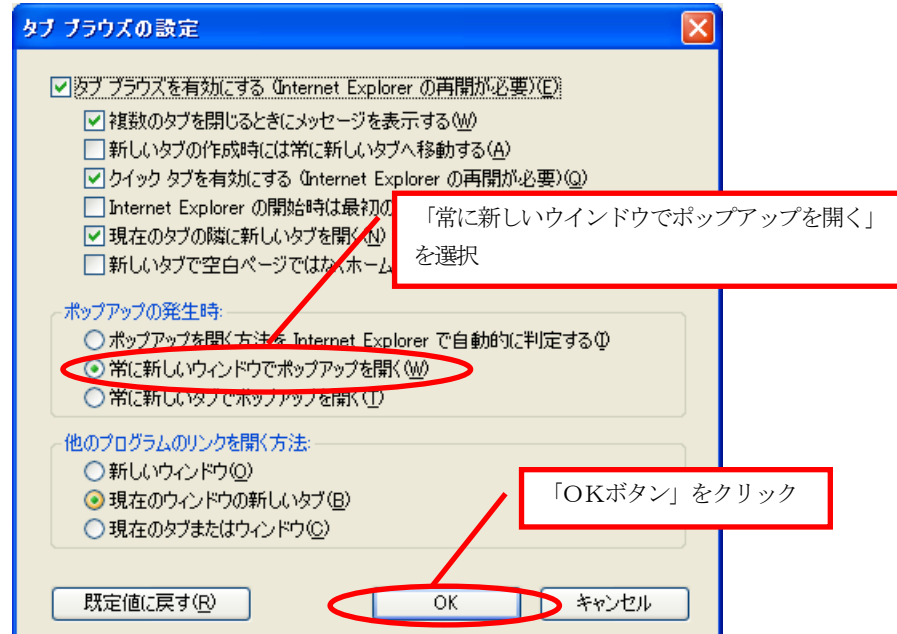 タブ ブラウズの設定
タブ ブラウズを有効にする (Internet Explorer の再開が必要)(E)
複数のタブを閉じるときにメッセージを表示する(W)
新しいタブの作成時には常に新しいタブへ移動する(A)
クイック タブを有効にする (Internet Explorer の再開が必要)(Q)
Internet Explorer の開始時は最初の
現在のタブの隣に新しいタブを開く(N)
新しいタブで空白ページではなくホーム
「常に新しいウインドウでポップアップを開く」
を選択
ポップアップの発生時:
ポップアップを開く方法を Internet Explorer で自動的に判定する(I)
常に新しいウィンドウでポップアップを開く(W)
常に新しいタブでポップアップを開く(T)
他のプログラムのリンクを開く方法:
新しいウィンドウ(O)
現在のウィンドウの新しいタブ(B)
現在のタブまたはウィンドウ(C)
「OKボタン」をクリック
既定値に戻す(R)
OK
キャンセル